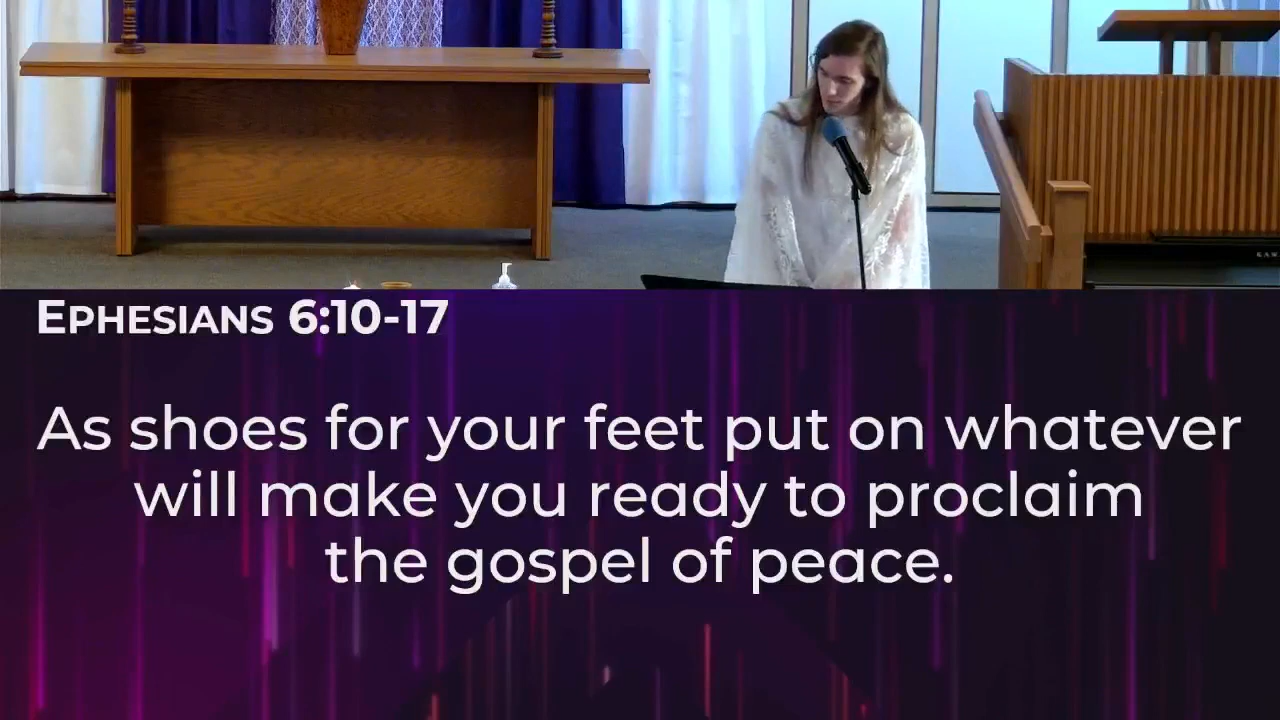 Ephesians 6:10-17
As shoes for your feet put on whatever
will make you ready to proclaim
the gospel of peace.